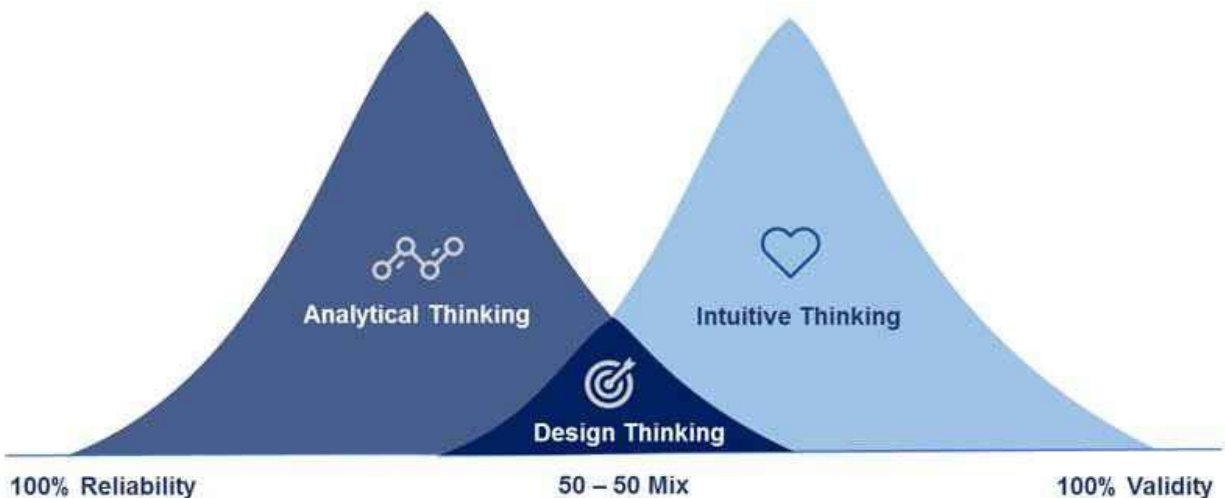 Analytical Thinking
Intuitive Thinking
Design Thinking
100% Reliability
50 – 50 Mix
100% Validity